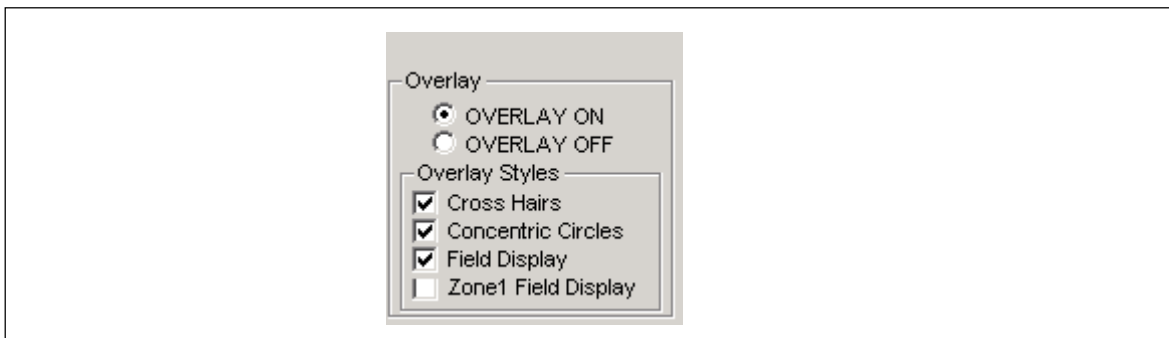 Overlay
OVERLAY ON
OVERLAY OFF
Overlay Styles
Cross Hairs
Concentric Circles
Field Display
Zone1 Field Display